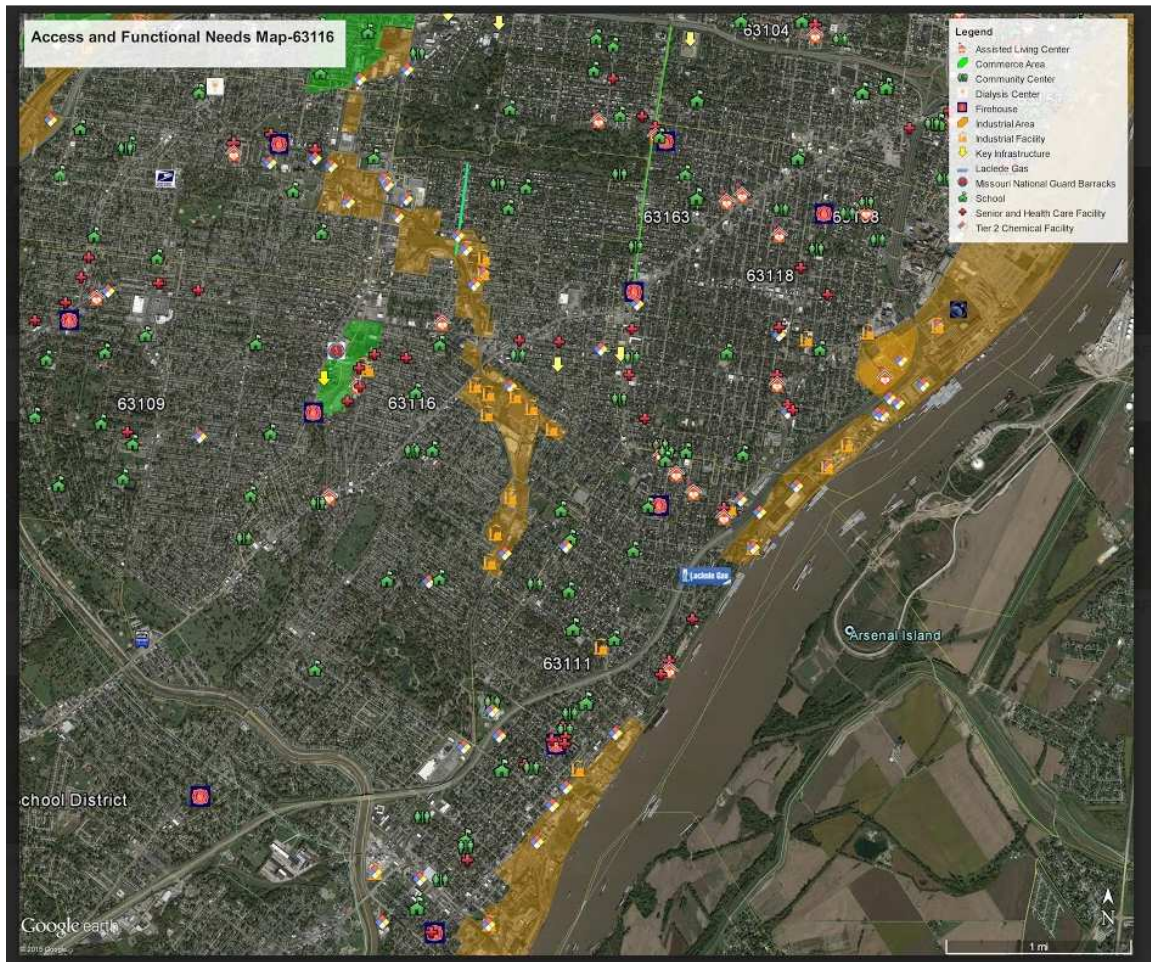 Access and Functional Needs Map-63116
63104
Legend
Assisted Living Center
Commerce Area
Community Center
Dialysis Center
Firehouse
Industrial Area
Industrial Facility
Key Infrastructure
Laclede Gas
Missouri National Guard Barracks
School
Senior and Health Care Facility
Tier 2 Chemical Facility
63163
63118
63109
63116
Laclede Gas
Arsenal Island
63111
chool District
Google earth
© 2015 Google
N
1 mi